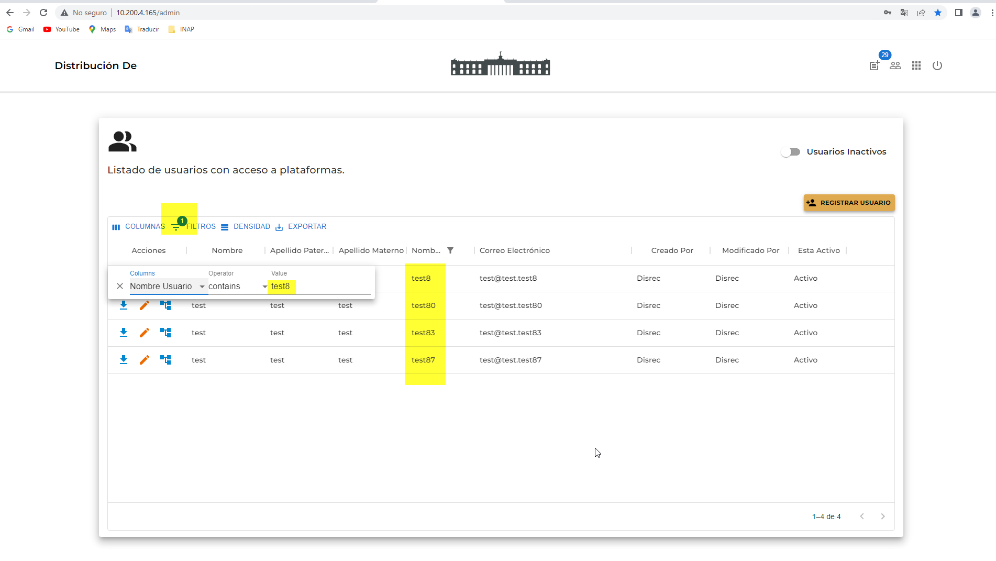 No seguro 10.200.4.165/admin
Gmail YouTube Maps Traducir INAP
Distribución De
29
Listado de usuarios con acceso a plataformas.
Usuarios Inactivos
REGISTRAR USUARIO
COLUMNAS 1 FILTROS DENSIDAD EXPORTAR
Acciones Nombre Apellido Pater... Apellido Materno Nomb... Correo Electrónico Creado Por Modificado Por Esta Activo
Columns Operator Value
Nombre Usuario contains test8
test8 test@test.test8 Disrec Disrec Activo
test test test test80 test@test.test80 Disrec Disrec Activo
test test test test83 test@test.test83 Disrec Disrec Activo
test test test test87 test@test.test87 Disrec Disrec Activo
1–4 de 4